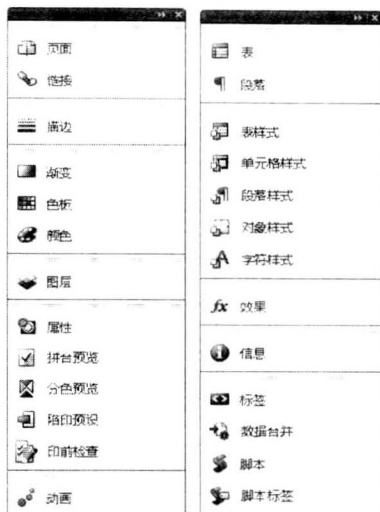 页面
链接
描边
渐变
色板
颜色
图层
属性
拼合预览
分色预览
陷印预设
印前检查
动画
表
段落
表样式
单元格样式
段落样式
对象样式
字符样式
fx 效果
信息
标签
数据合并
脚本
脚本标签